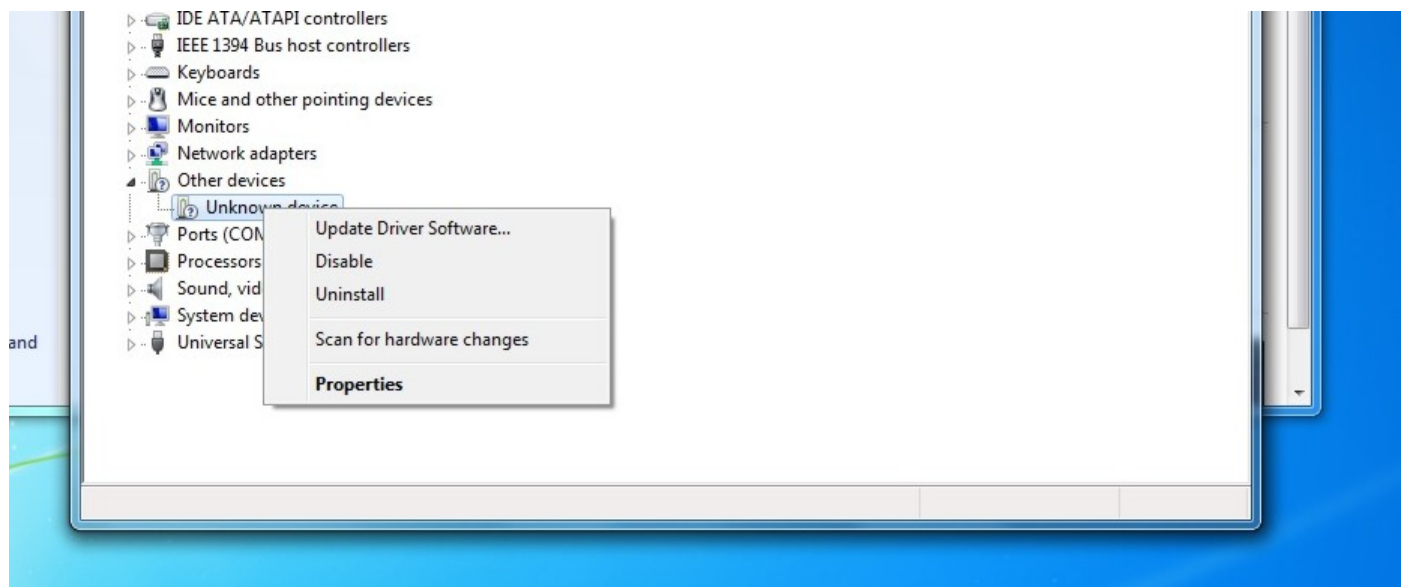 IDE ATA/ATAPI controllers
IEEE 1394 Bus host controllers
Keyboards
Mice and other pointing devices
Monitors
Network adapters
Other devices
Unknown device
Ports (COM
Processors
Sound, vid
System dev
and
Universal S
Update Driver Software...
Disable
Uninstall
Scan for hardware changes
Properties